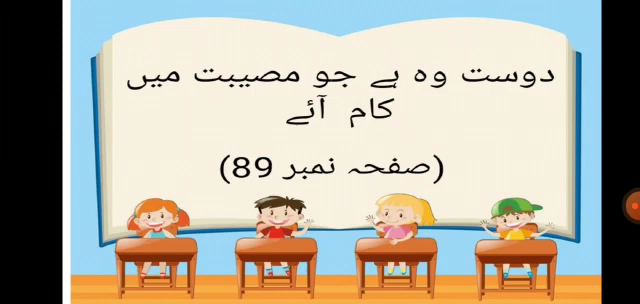 دوست وہ ہے جو مصیبت میں
کام آئے
(صفحہ نمبر 89)